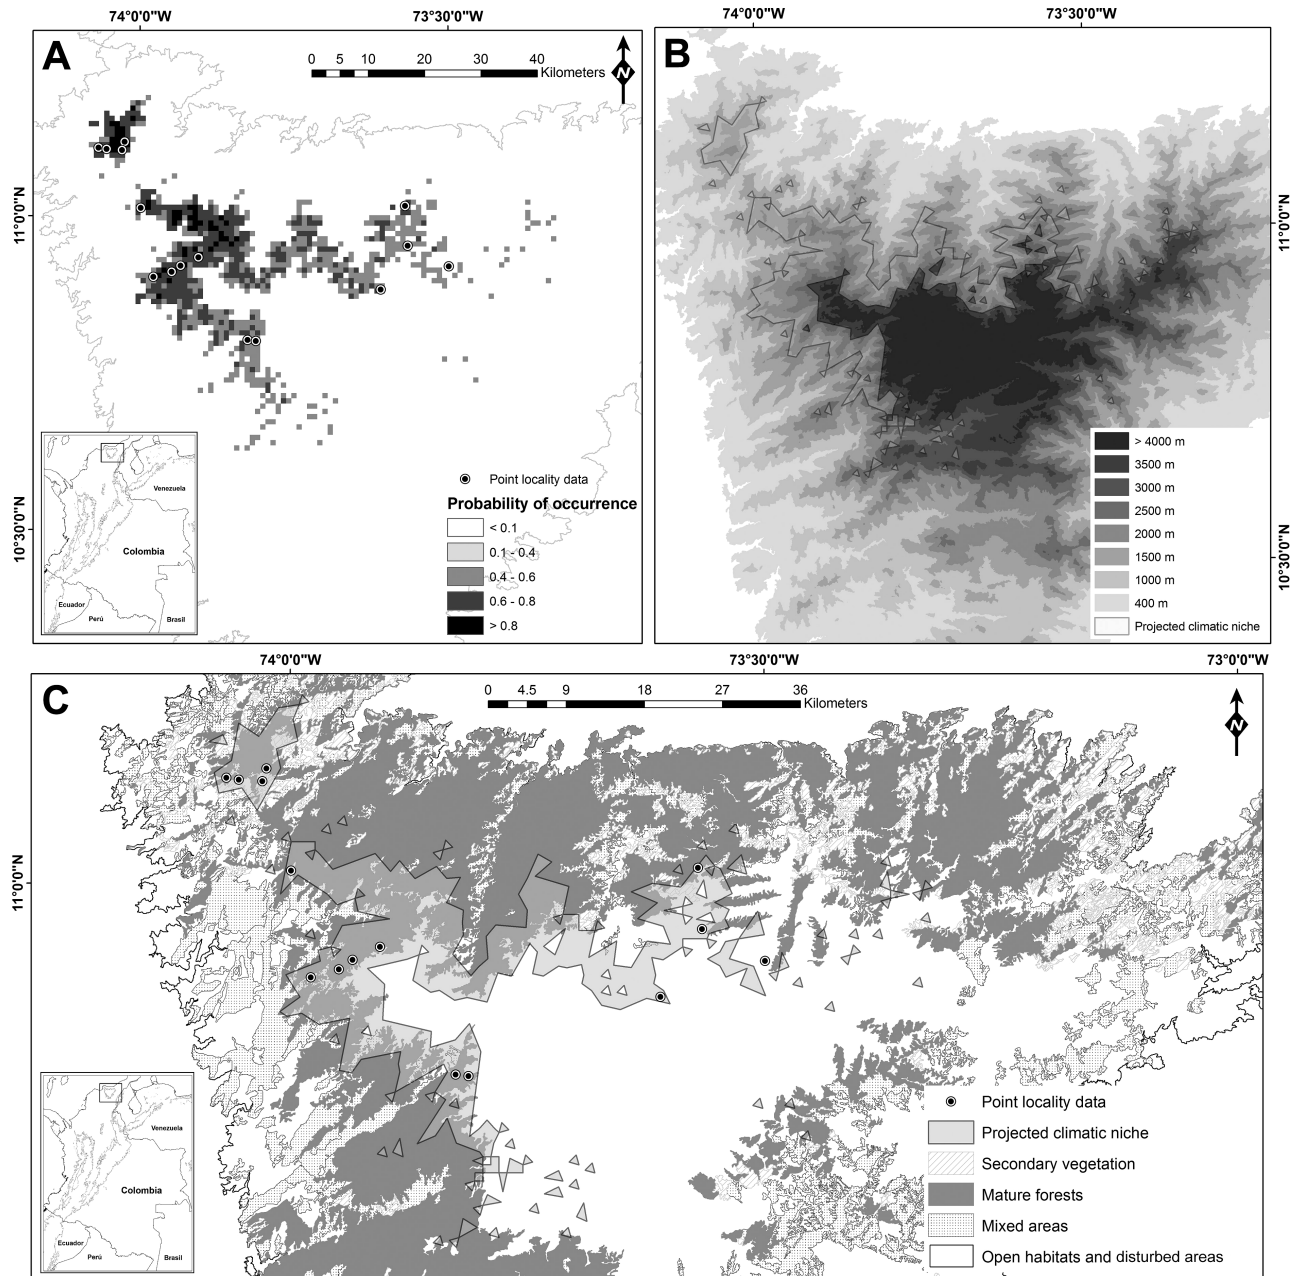 74°0'0"W
73°30'0"W
74°0'0"W
73°30'0"W
A
0 5 10 20 30 40
Kilometers
N
B
11°0'0"N
11°0'0"N
Venezuela
Colombia
Ecuador
Perú
Brasil
Point locality data
Probability of occurrence
< 0.1
0.1 - 0.4
0.4 - 0.6
0.6 - 0.8
> 0.8
10°30'0"N
> 4000 m
3500 m
3000 m
2500 m
2000 m
1500 m
1000 m
400 m
Projected climatic niche
10°30'0"N
74°0'0"W
73°30'0"W
73°0'0"W
C
0 4.5 9 18 27 36
Kilometers
N
11°0'0"N
Venezuela
Colombia
Ecuador
Perú
Brasil
Point locality data
Projected climatic niche
Secondary vegetation
Mature forests
Mixed areas
Open habitats and disturbed areas